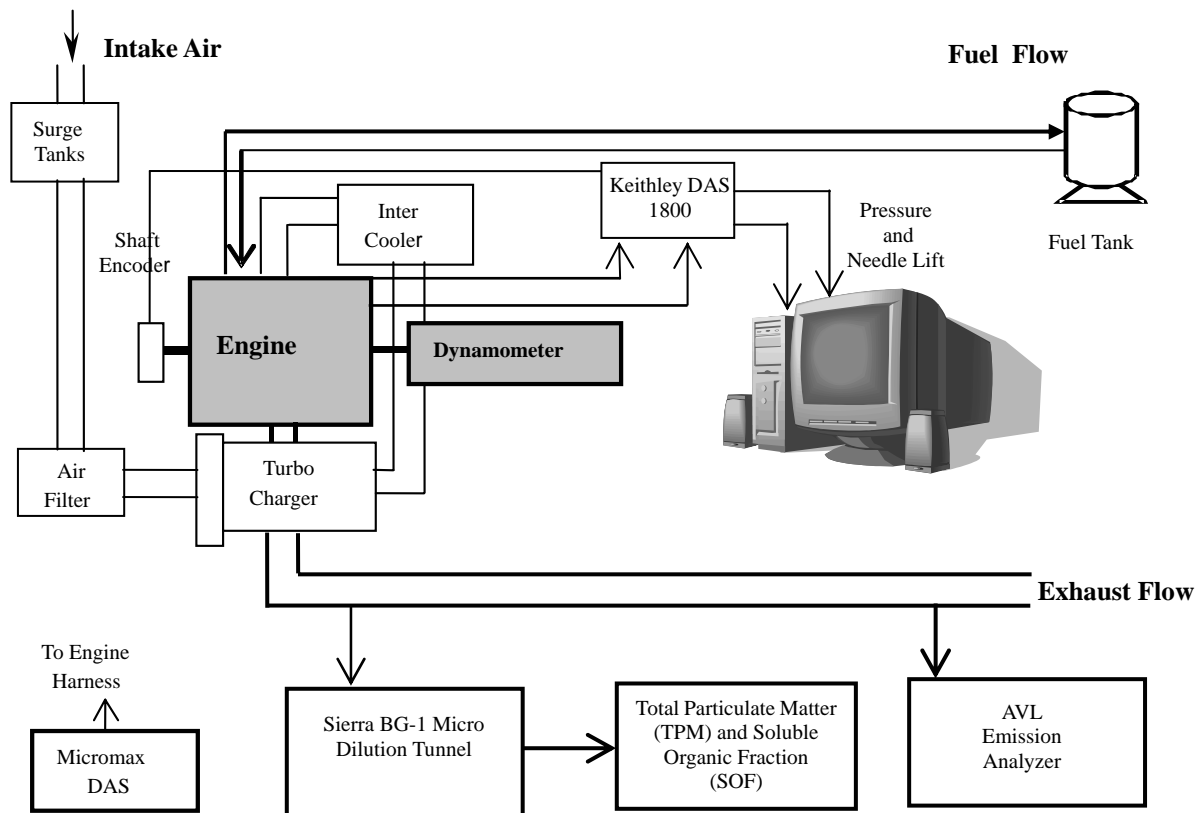 Intake Air
Fuel Flow
Surge
Tanks
Keithley DAS
1800
Inter
Cooler
Pressure
and
Needle Lift
Shaft
Encoder
Fuel Tank
Engine
Dynamometer
Air
Filter
Turbo
Charger
Exhaust Flow
To Engine
Harness
Micromax
DAS
Sierra BG-1 Micro
Dilution Tunnel
Total Particulate Matter
(TPM) and Soluble
Organic Fraction
(SOF)
AVL
Emission
Analyzer